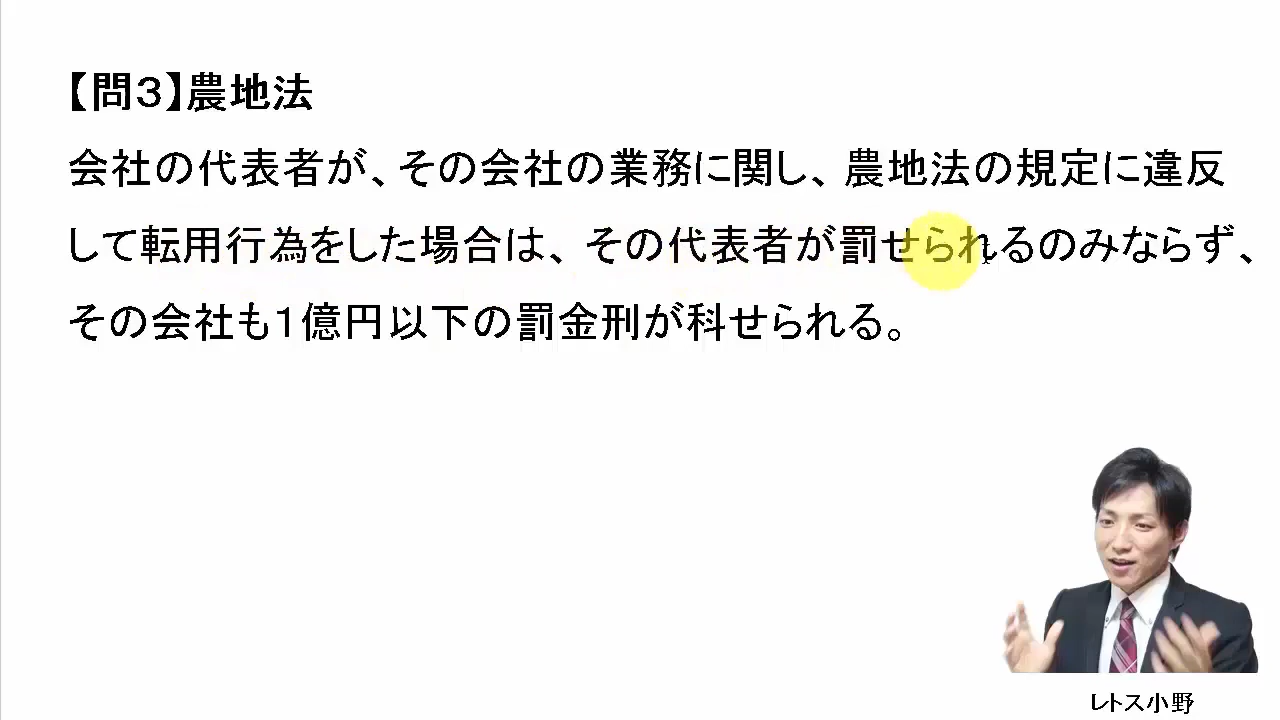 【問３】農地法
会社の代表者が、その会社の業務に関し、農地法の規定に違反
して転用行為をした場合は、その代表者が罰せられるのみならず、
その会社も１億円以下の罰金刑が科せられる。
レトス小野